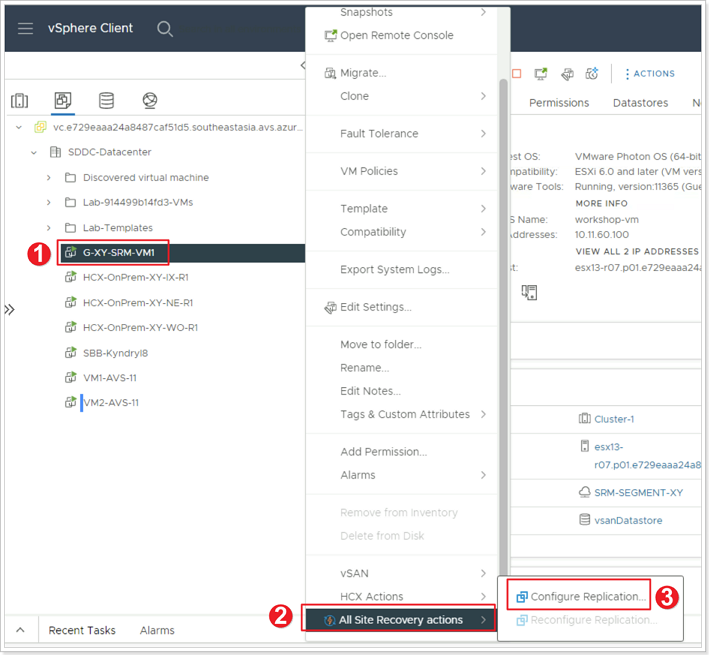 vSphere Client
Snapshots
Open Remote Console
Migrate...
Clone
Fault Tolerance
VM Policies
Template
Compatibility
Export System Logs...
Edit Settings...
Move to folder...
Rename...
Edit Notes...
Tags & Custom Attributes
Add Permission...
Alarms
Remove from Inventory
Delete from Disk
vSAN
HCX Actions
2
All Site Recovery actions
Configure Replication...
3
Reconfigure Replication...
vc.e729eaaa24a8487caf51d5.southeastasia.avs.azur...
SDDC-Datacenter
Discovered virtual machine
Lab-914499b14fd3-VMs
Lab-Templates
1
G-XY-SRM-VM1
HCX-OnPrem-XY-IX-R1
HCX-OnPrem-XY-NE-R1
HCX-OnPrem-XY-WO-R1
SBB-Kyndryl8
VM1-AVS-11
VM2-AVS-11
ACTIONS
Permissions Datastores N
est OS: VMware Photon OS (64-bit
mpatibility: ESXi 6.0 and later (VM vers
ware Tools: Running, version:11365 (Gue
MORE INFO
S Name: workshop-vm
Addresses: 10.11.60.100
VIEW ALL 2 IP ADDRESSES
st: esx13-r07.p01.e729eaaa24
Cluster-1
esx13-
r07.p01.e729eaaa24a8
SRM-SEGMENT-XY
vsanDatastore
Recent Tasks Alarms